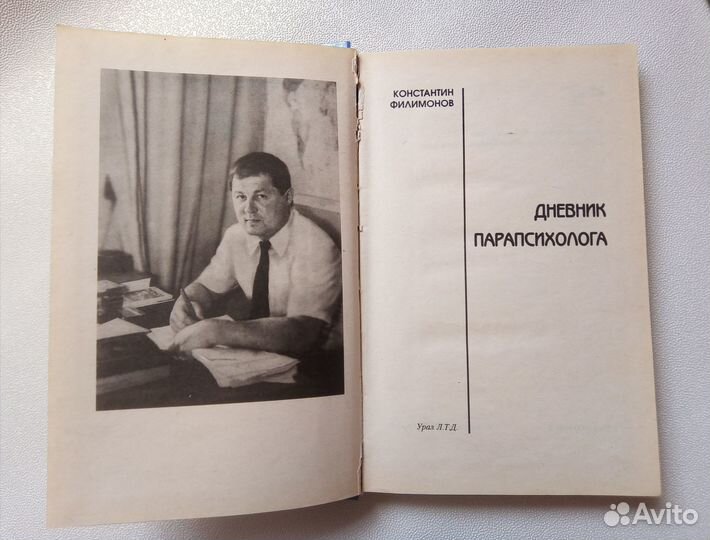 КОНСТАНТИН
ФИЛИМОНОВ
ДНЕВНИК
ПАРАПСИХОЛОГА
Урал Л.Т.Д.
Avito